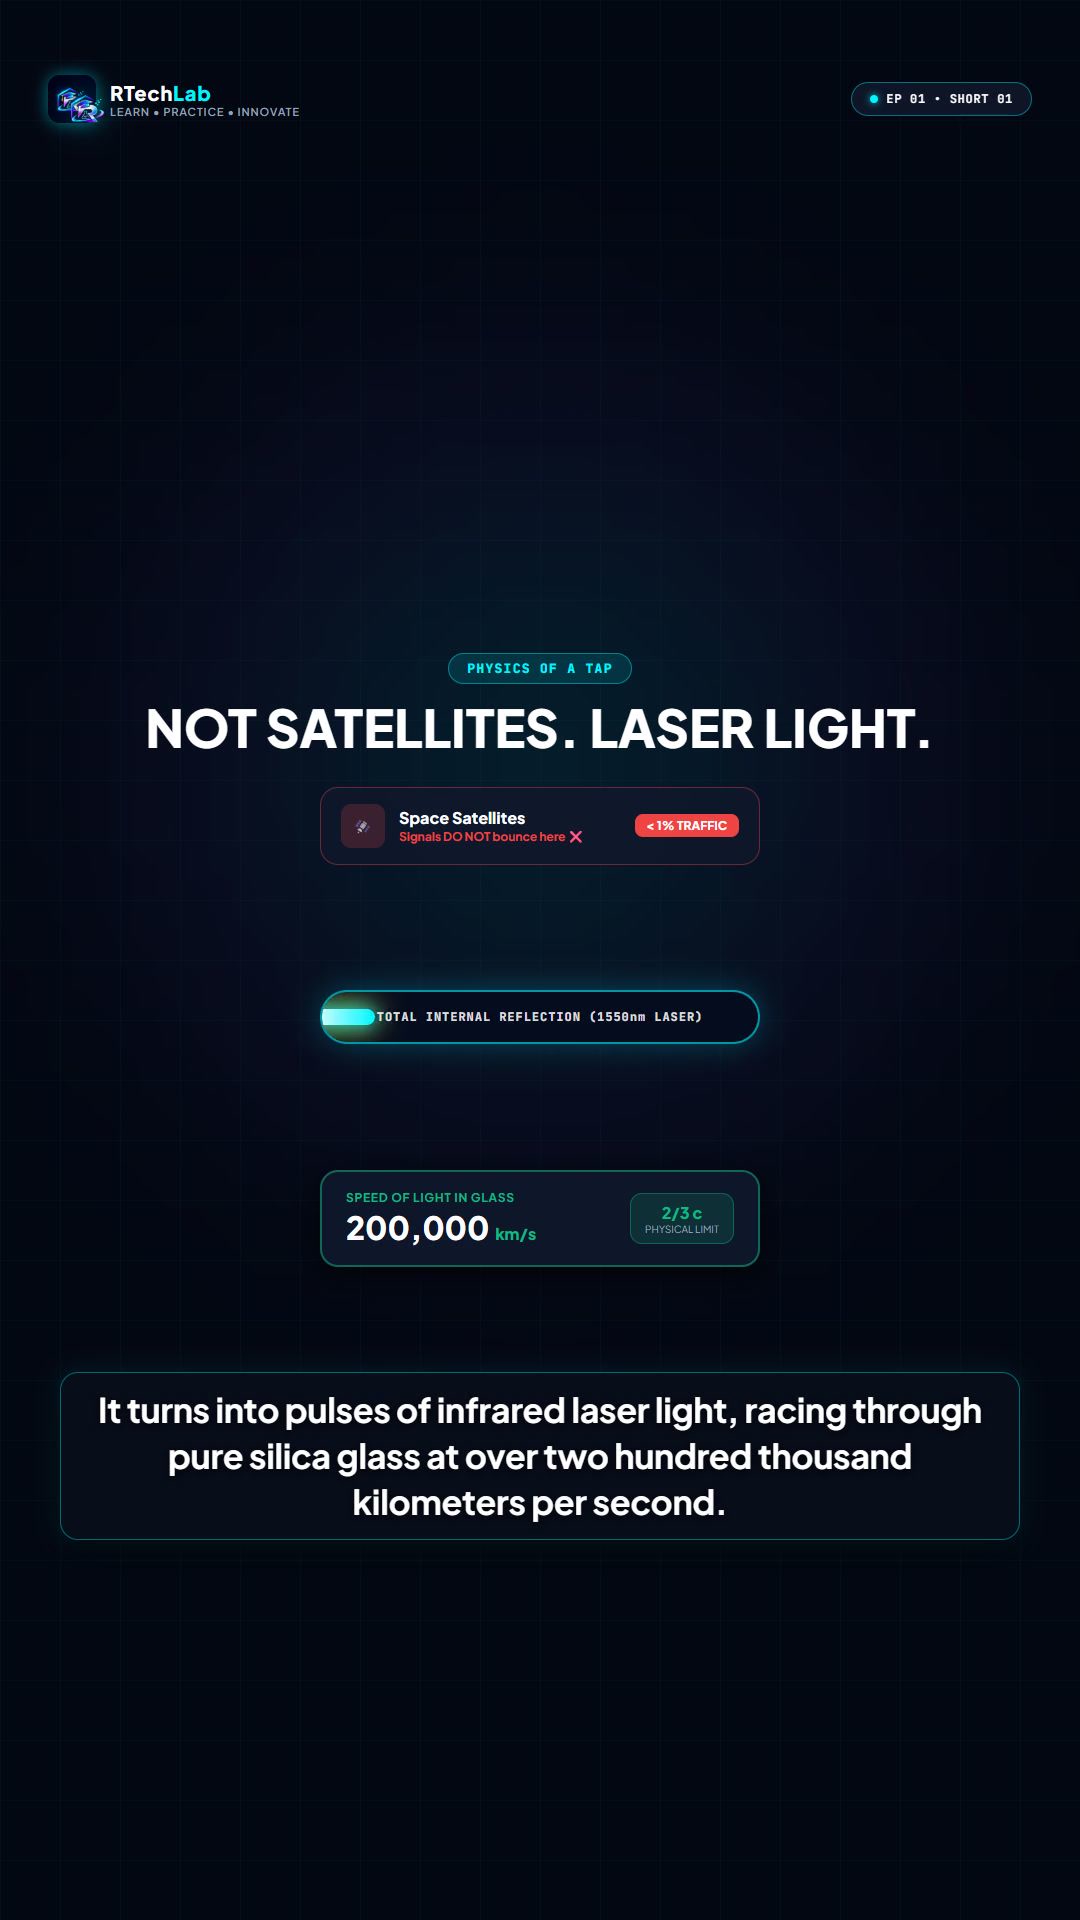 RTechLab
LEARN • PRACTICE • INNOVATE
EP 01 • SHORT 01
PHYSICS OF A TAP
NOT SATELLITES. LASER LIGHT.
Space Satellites
Signals DO NOT bounce here ❌
< 1% TRAFFIC
TOTAL INTERNAL REFLECTION (1550nm LASER)
SPEED OF LIGHT IN GLASS
200,000 km/s
2/3 c
PHYSICAL LIMIT
It turns into pulses of infrared laser light, racing through
pure silica glass at over two hundred thousand
kilometers per second.